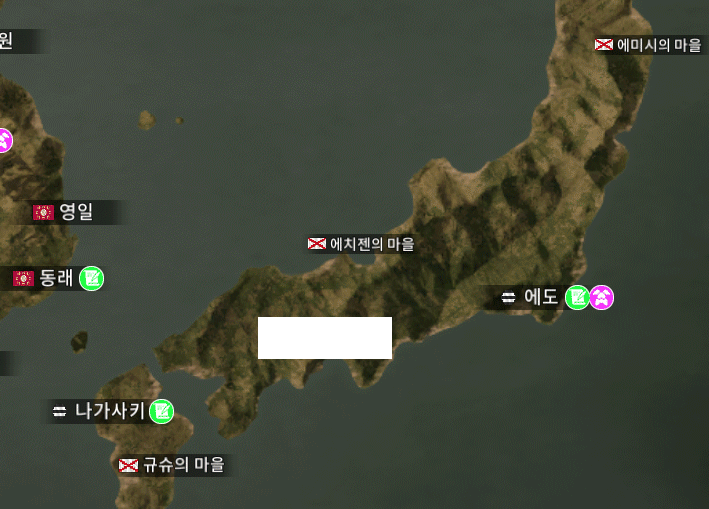 원
에미시의 마을
영일
에치젠의 마을
동래
에도
나가사키
규슈의 마을